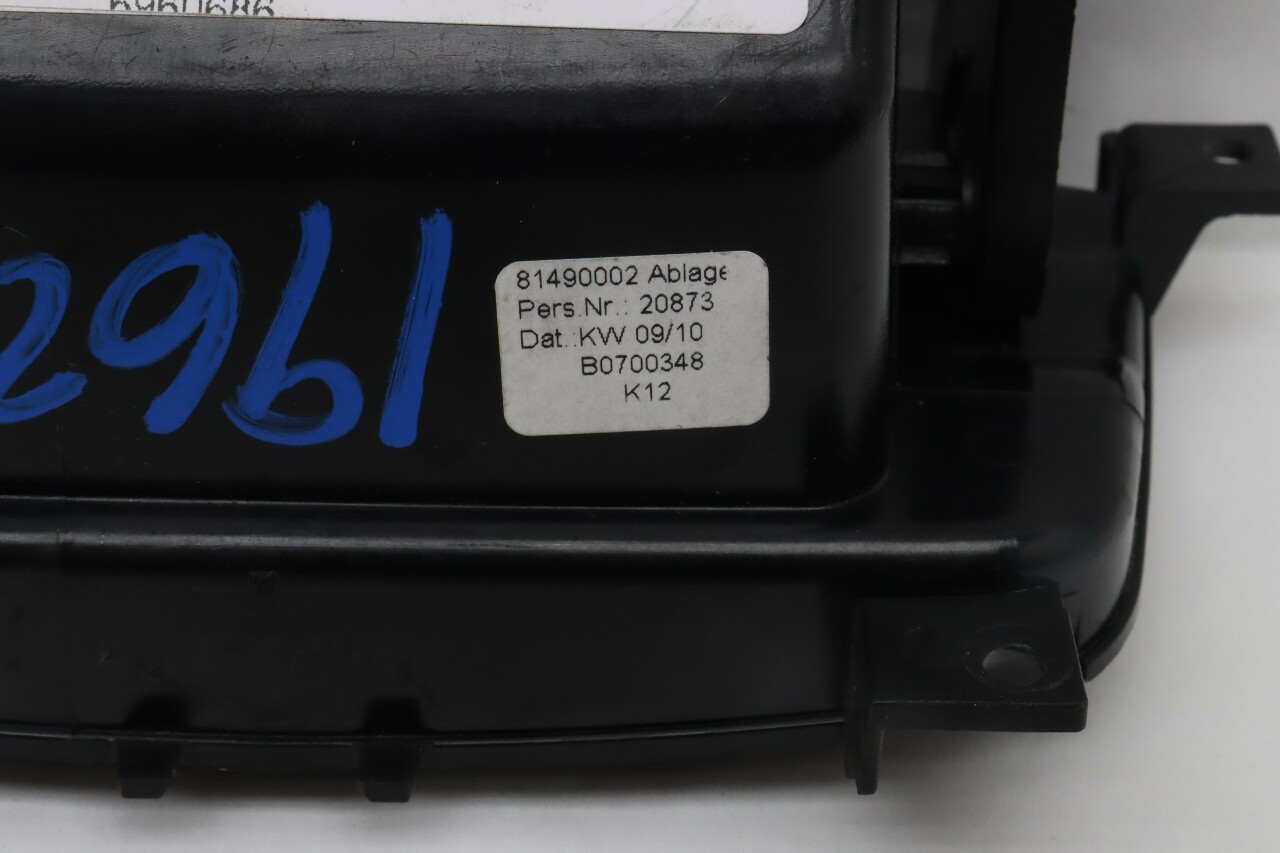 2961
81490002 Ablage
Pers.Nr.: 20873
Dat.:KW 09/10
B0700348
K12